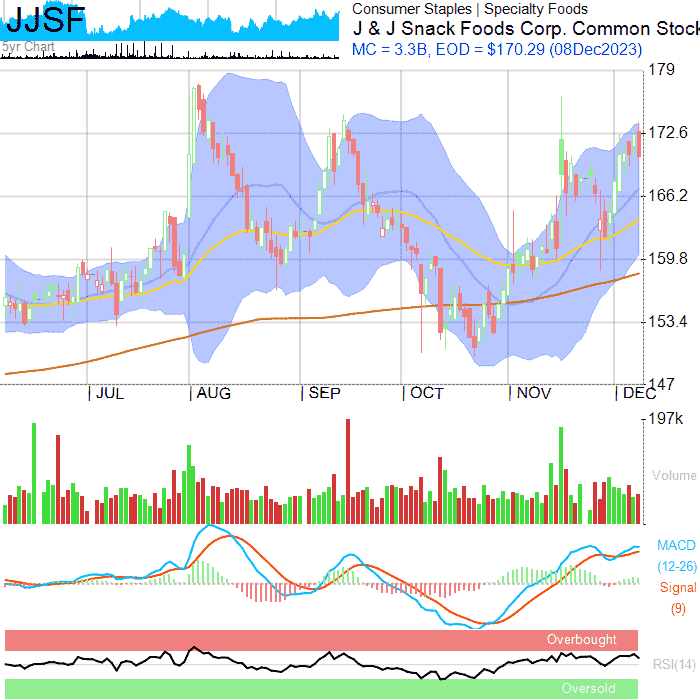 JJSF
5yr Chart
Consumer Staples | Specialty Foods
J & J Snack Foods Corp. Common Stock
MC = 3.3B, EOD = $170.29 (08Dec2023)
179
172.6
166.2
159.8
153.4
147
JUL AUG SEP OCT NOV DEC
197k
Volume
MACD
(12-26)
Signal
(9)
Overbought
RSI(14)
Oversold